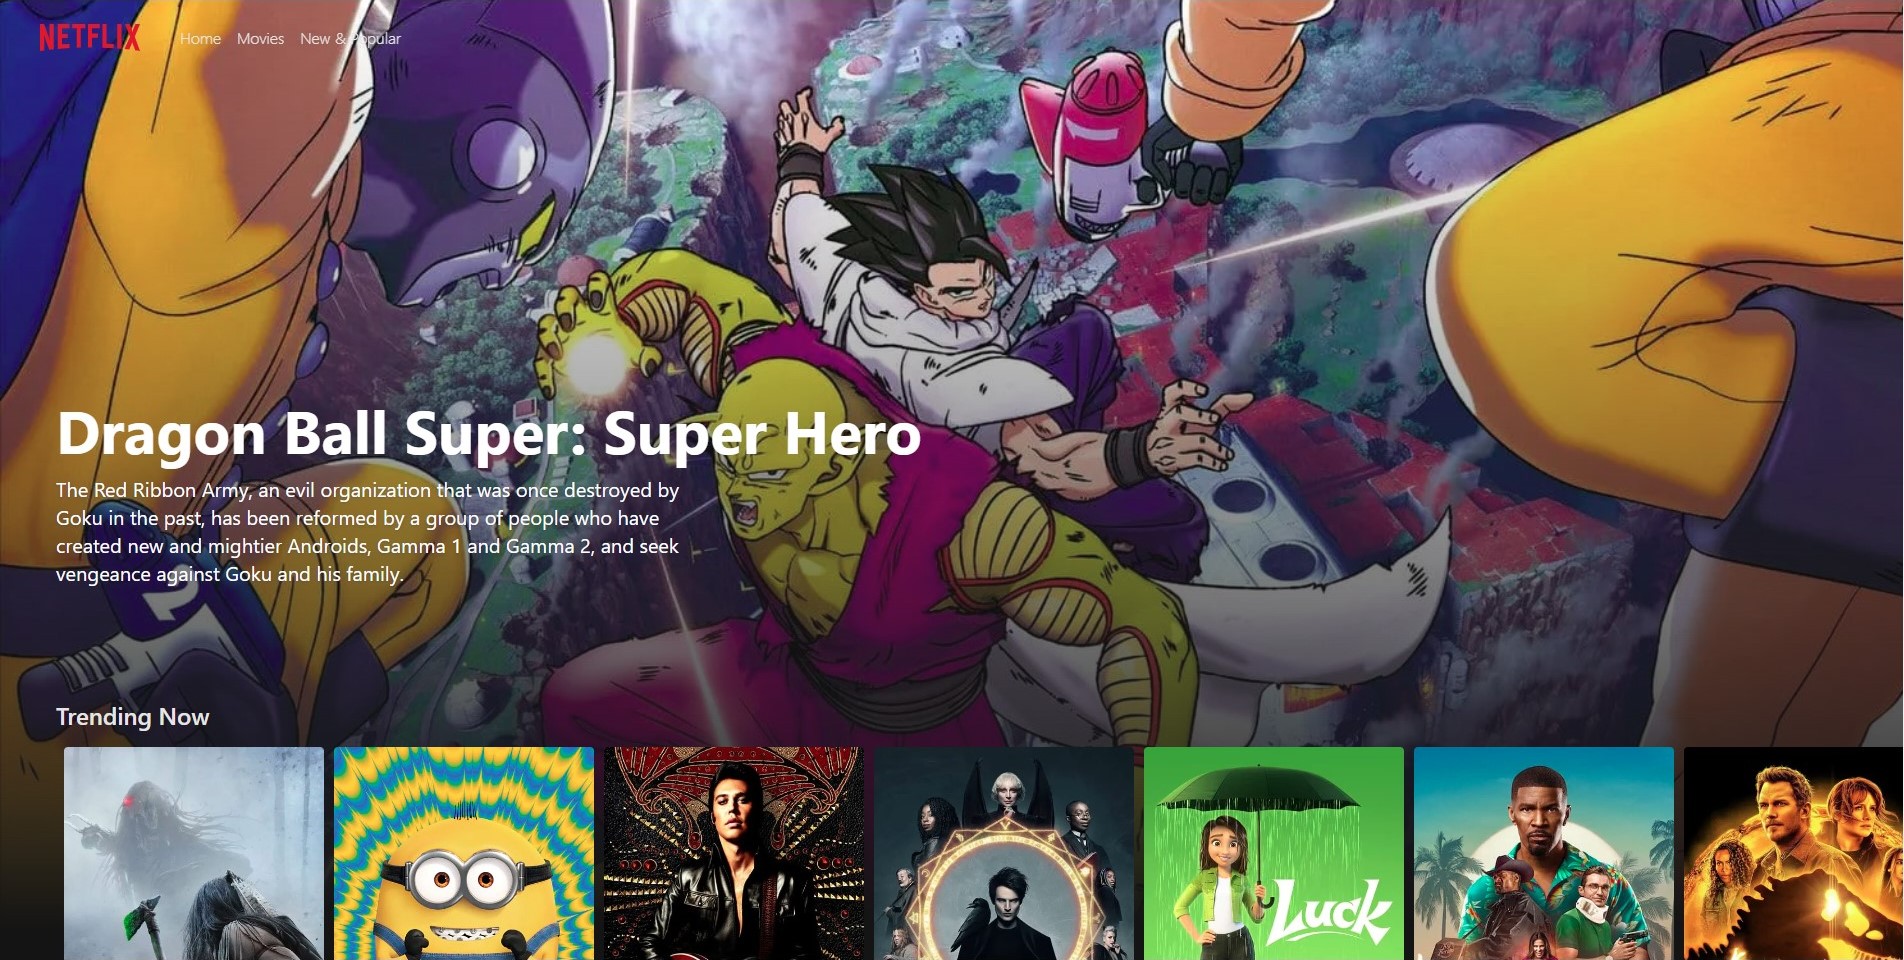 NETFLIX
Home Movies New & Popular
Dragon Ball Super: Super Hero
The Red Ribbon Army, an evil organization that was once destroyed by
Goku in the past, has been reformed by a group of people who have
created new and mightier Androids, Gamma 1 and Gamma 2, and seek
vengeance against Goku and his family.
2
Trending Now
Luck